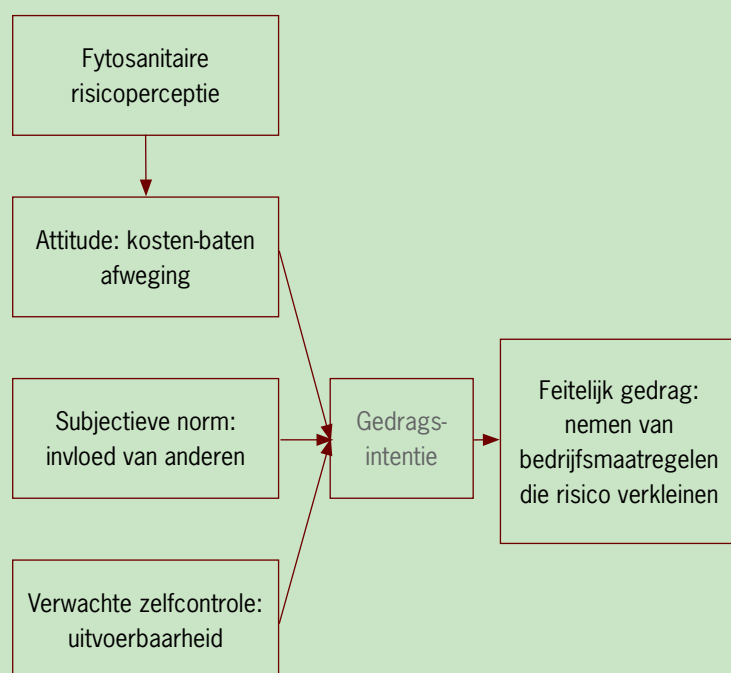 Fytosanitaire
risicoperceptie
Attitude: kosten-baten
afweging
Subjectieve norm:
invloed van anderen
Gedrags-
intentie
Feitelijk gedrag:
nemen van
bedrijfsmaatregelen
die risico verkleinen
Verwachte zelfcontrole:
uitvoerbaarheid